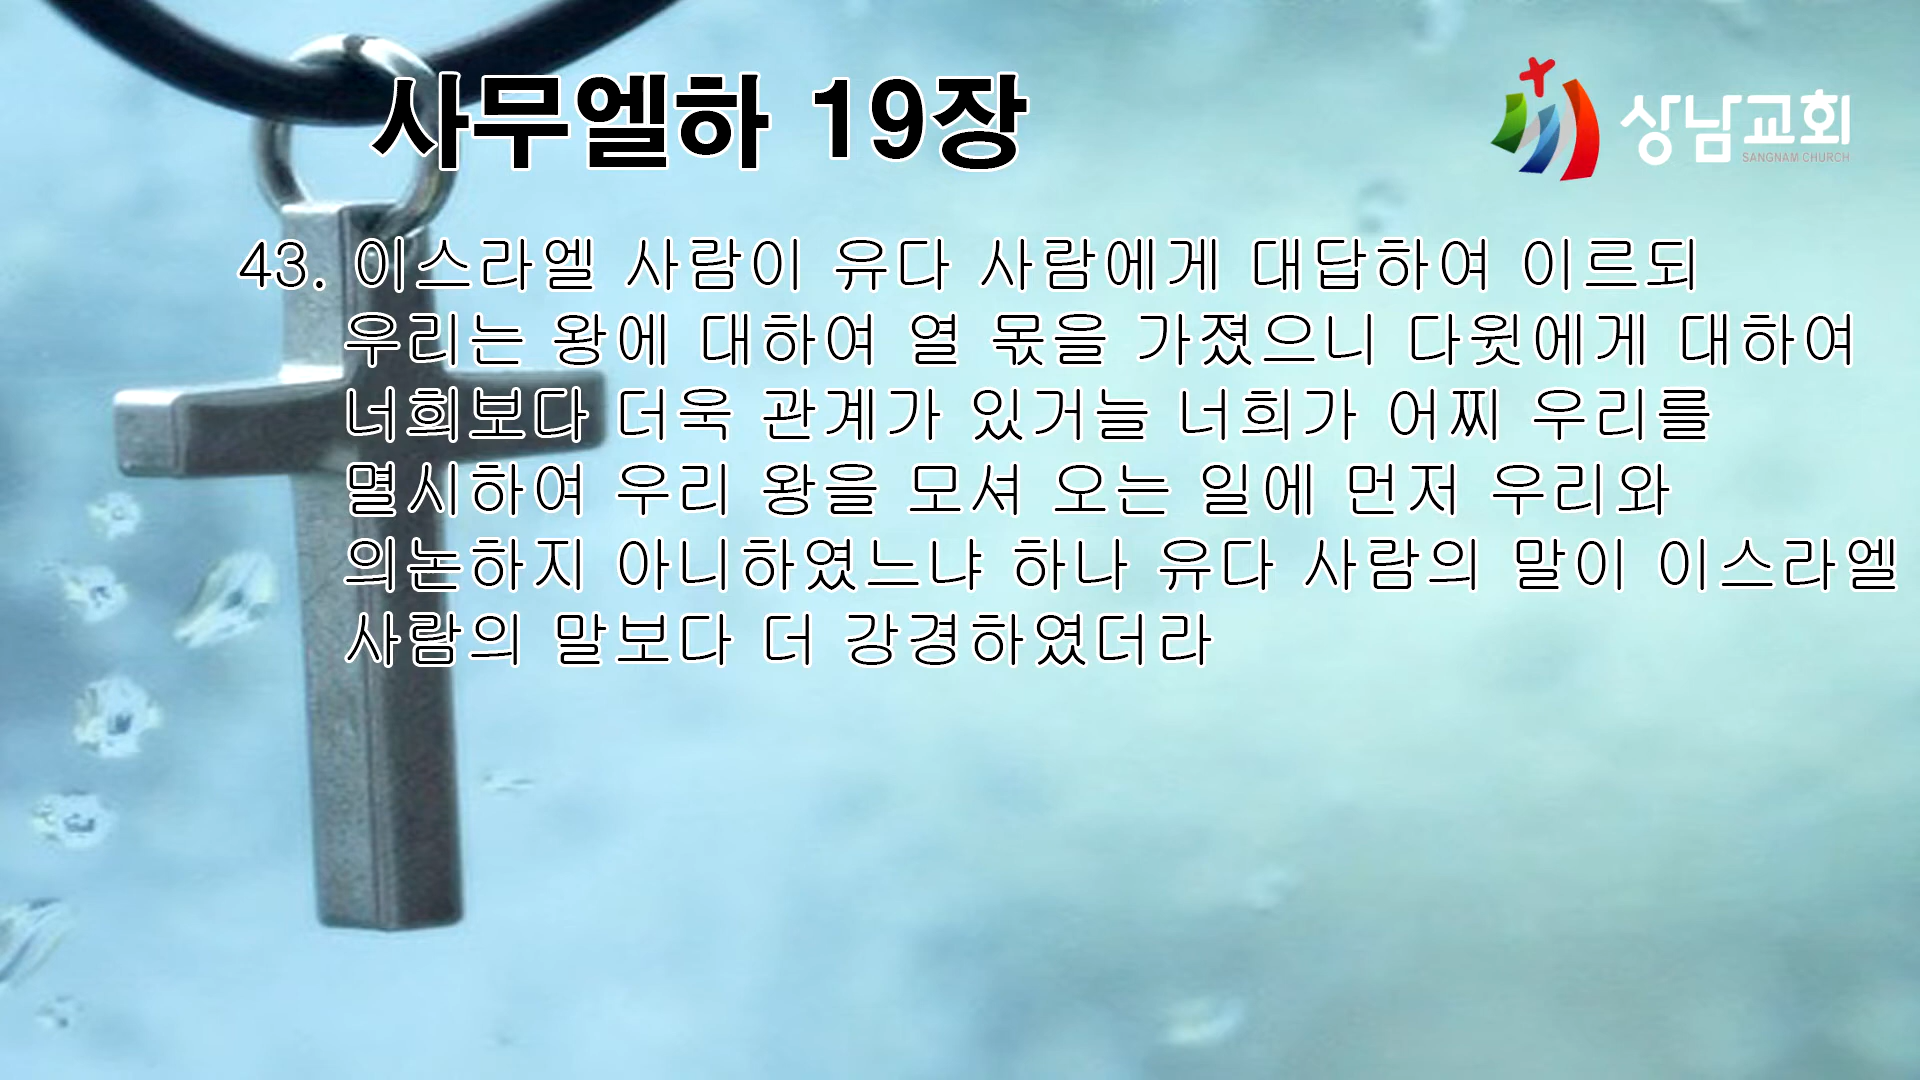 사무엘하 19장
상남교회
SANGNAM CHURCH
43. 이스라엘 사람이 유다 사람에게 대답하여 이르되
우리는 왕에 대하여 열 몫을 가졌으니 다윗에게 대하여
너희보다 더욱 관계가 있거늘 너희가 어찌 우리를
멸시하여 우리 왕을 모셔 오는 일에 먼저 우리와
의논하지 아니하였느냐 하나 유다 사람의 말이 이스라엘
사람의 말보다 더 강경하였더라